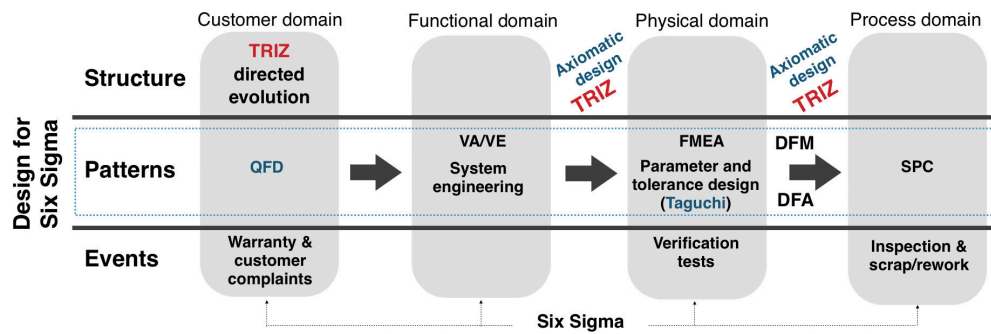 Customer domain
Functional domain
Physical domain
Process domain
Design for
Six Sigma
Structure
TRIZ
directed
evolution
Axiomatic
design
TRIZ
Axiomatic
design
TRIZ
Patterns
QFD
VA/VE
System
engineering
FMEA
Parameter and
tolerance design
(Taguchi)
DFM
DFA
SPC
Events
Warranty &
customer
complaints
Verification
tests
Inspection &
scrap/rework
Six Sigma